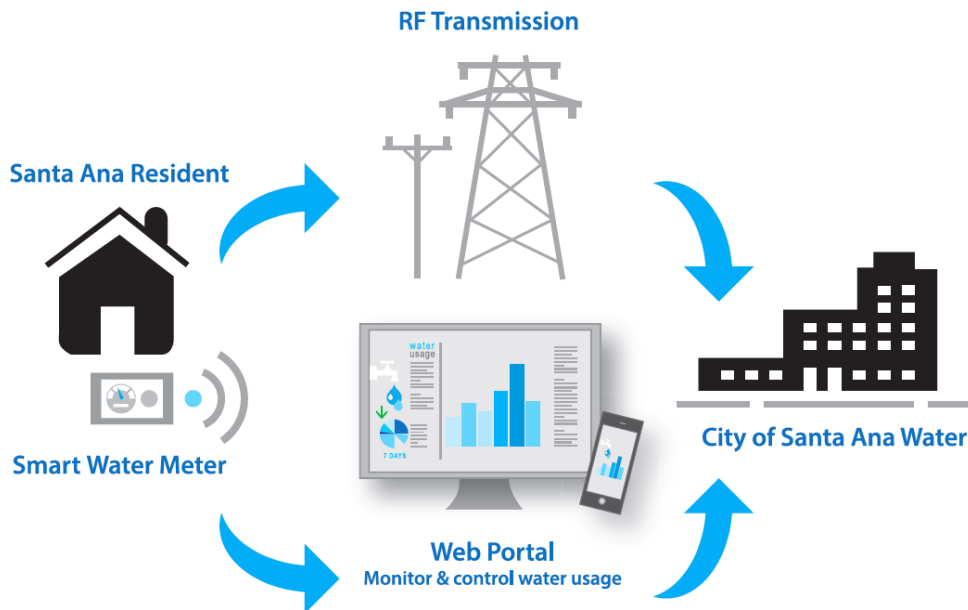 RF Transmission
Santa Ana Resident
water
usage
7 DAYS
Smart Water Meter
City of Santa Ana Water
Web Portal
Monitor & control water usage